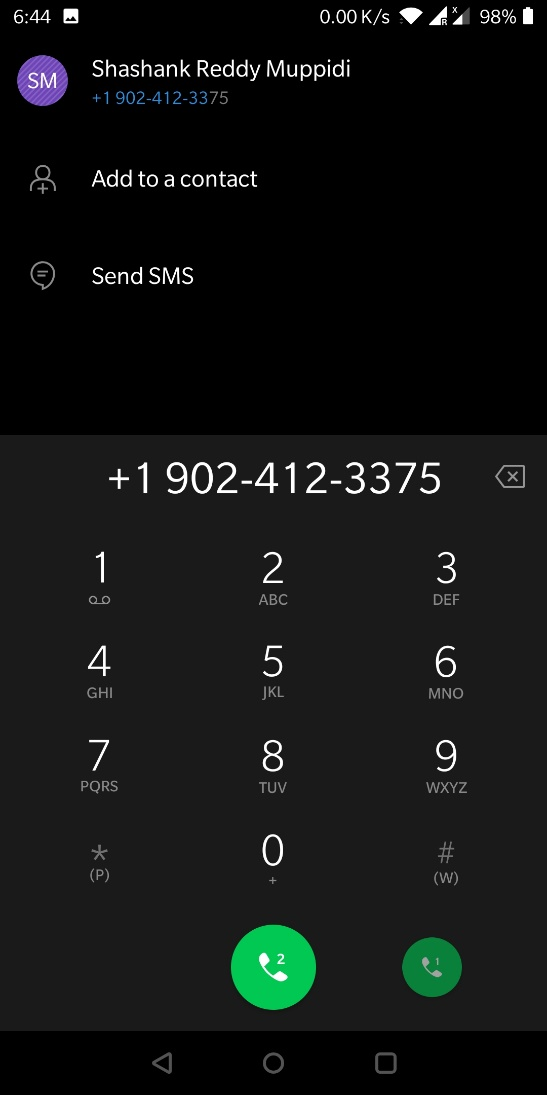 6:44 0.00 K/s R X 98%
SM Shashank Reddy Muppidi
+1 902-412-3375
Add to a contact
Send SMS
+1 902-412-3375
1 2 3
ABC DEF
4 5 6
GHI JKL MNO
7 8 9
PQRS TUV WXYZ
* 0 #
(P) + (W)
2 1